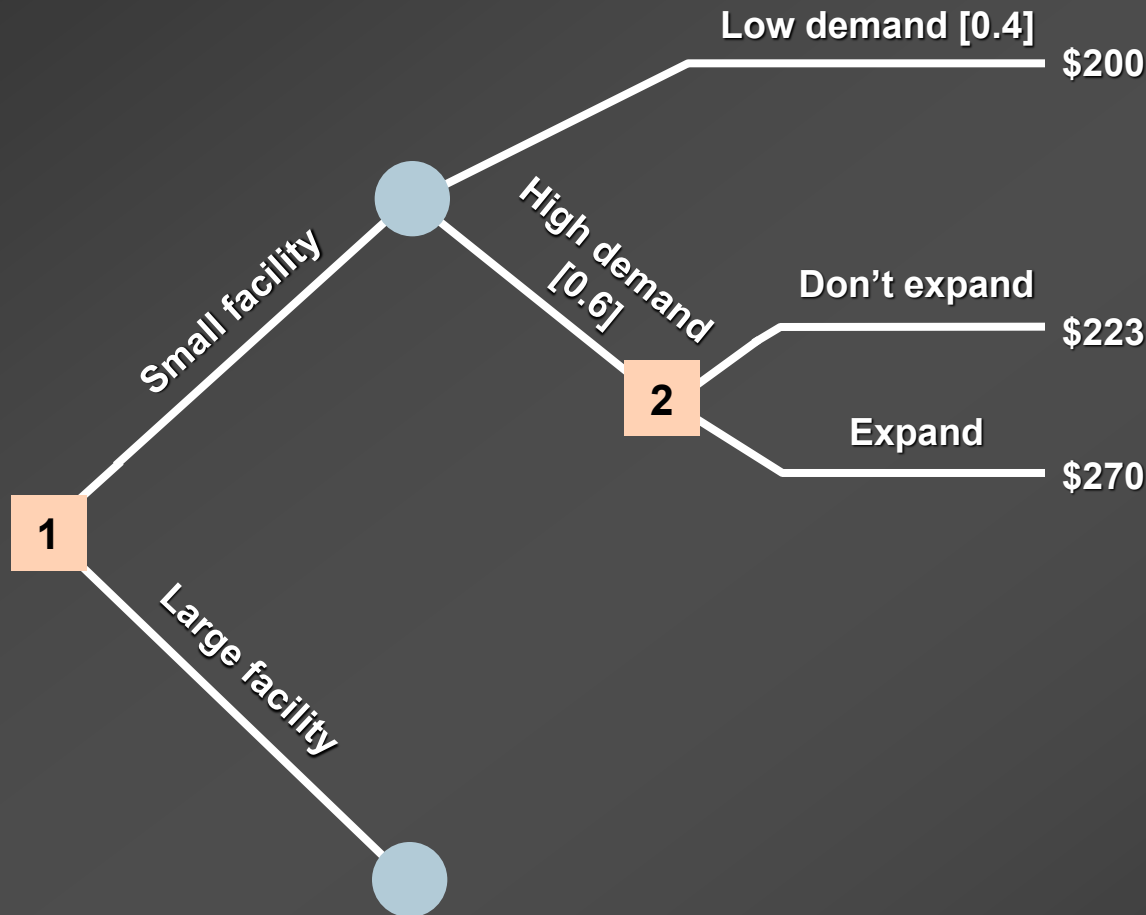 Low demand [0.4]
$200
Small facility
High demand
[0.6]
Don’t expand
$223
2
Expand
$270
1
Large facility